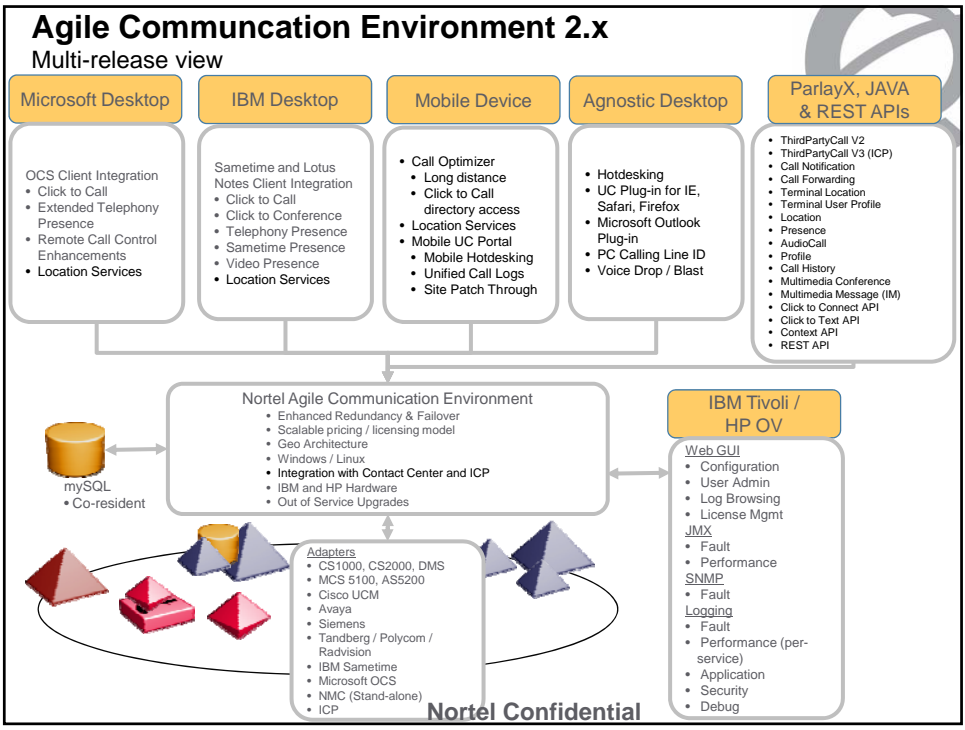 Agile Communcation Environment 2.x
Multi-release view
Microsoft Desktop
OCS Client Integration
• Click to Call
• Extended Telephony
Presence
• Remote Call Control
Enhancements
• Location Services
IBM Desktop
Sametime and Lotus
Notes Client Integration
• Click to Call
• Click to Conference
• Telephony Presence
• Sametime Presence
• Video Presence
• Location Services
Mobile Device
• Call Optimizer
• Long distance
• Click to Call
directory access
• Location Services
• Mobile UC Portal
• Mobile Hotdesking
• Unified Call Logs
• Site Patch Through
Agnostic Desktop
• Hotdesking
• UC Plug-in for IE,
Safari, Firefox
• Microsoft Outlook
Plug-in
• PC Calling Line ID
• Voice Drop / Blast
ParlayX, JAVA
& REST APIs
• ThirdPartyCall V2
• ThirdPartyCall V3 (ICP)
• Call Notification
• Call Forwarding
• Terminal Location
• Terminal User Profile
• Location
• Presence
• AudioCall
• Profile
• Call History
• Multimedia Conference
• Multimedia Message (IM)
• Click to Connect API
• Click to Text API
• Context API
• REST API
Nortel Agile Communication Environment
• Enhanced Redundancy & Failover
• Scalable pricing / licensing model
• Geo Architecture
• Windows / Linux
• Integration with Contact Center and ICP
• IBM and HP Hardware
• Out of Service Upgrades
mySQL
• Co-resident
IBM Tivoli /
HP OV
Web GUI
• Configuration
• User Admin
• Log Browsing
• License Mgmt
JMX
• Fault
• Performance
SNMP
• Fault
Logging
• Fault
• Performance (per-
service)
• Application
• Security
• Debug
Adapters
• CS1000, CS2000, DMS
• MCS 5100, AS5200
• Cisco UCM
• Avaya
• Siemens
• Tandberg / Polycom /
Radvision
• IBM Sametime
• Microsoft OCS
• NMC (Stand-alone)
• ICP
Nortel Confidential